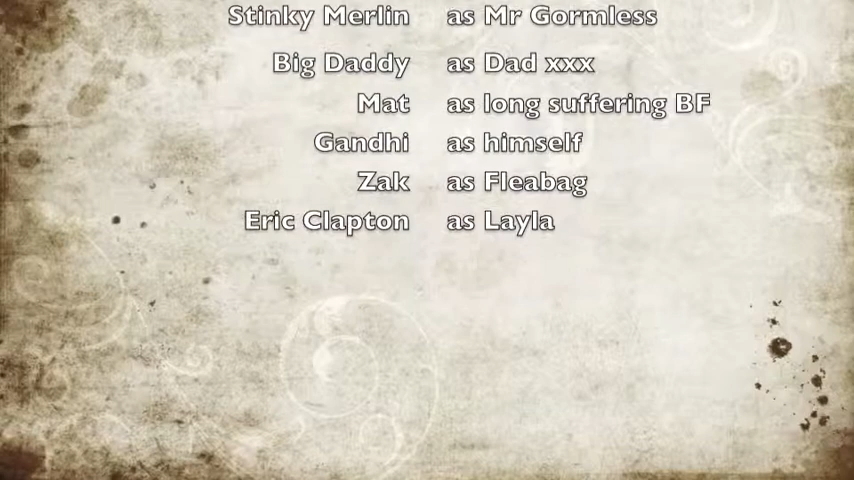 Stinky Merlin as Mr Gormless
Big Daddy as Dad xxx
Mat as long suffering BF
Gandhi as himself
Zak as Fleabag
Eric Clapton as Layla